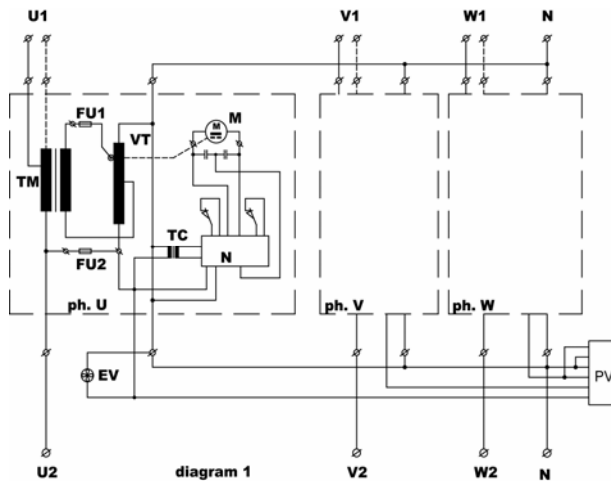 U1 V1 W1 N
FU1
VT M
M
TM
TC
N
FU2
ph. U ph. V ph. W
EV PV
U2 diagram 1 V2 W2 N